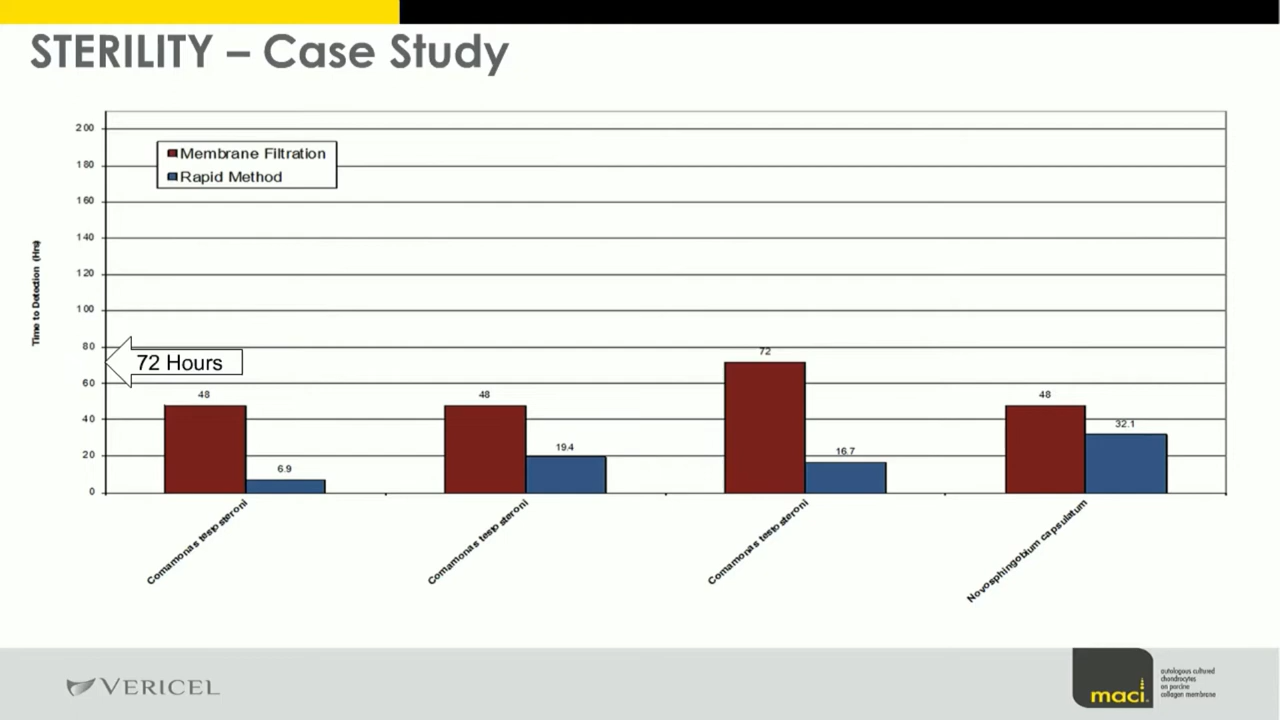 STERILITY – Case Study
200
Membrane Filtration
180
Rapid Method
160
140
Time to Detection (Hrs)
120
100
80
72 Hours
60
40
20
0
48
6.9
48
19.4
72
16.7
48
32.1
Comamonas testosteroni
Comamonas testosteroni
Comamonas testosteroni
Novosphingobium capsulatum
VERICEL
maci
autologous cultured
chondrocytes
on porcine
collagen membrane